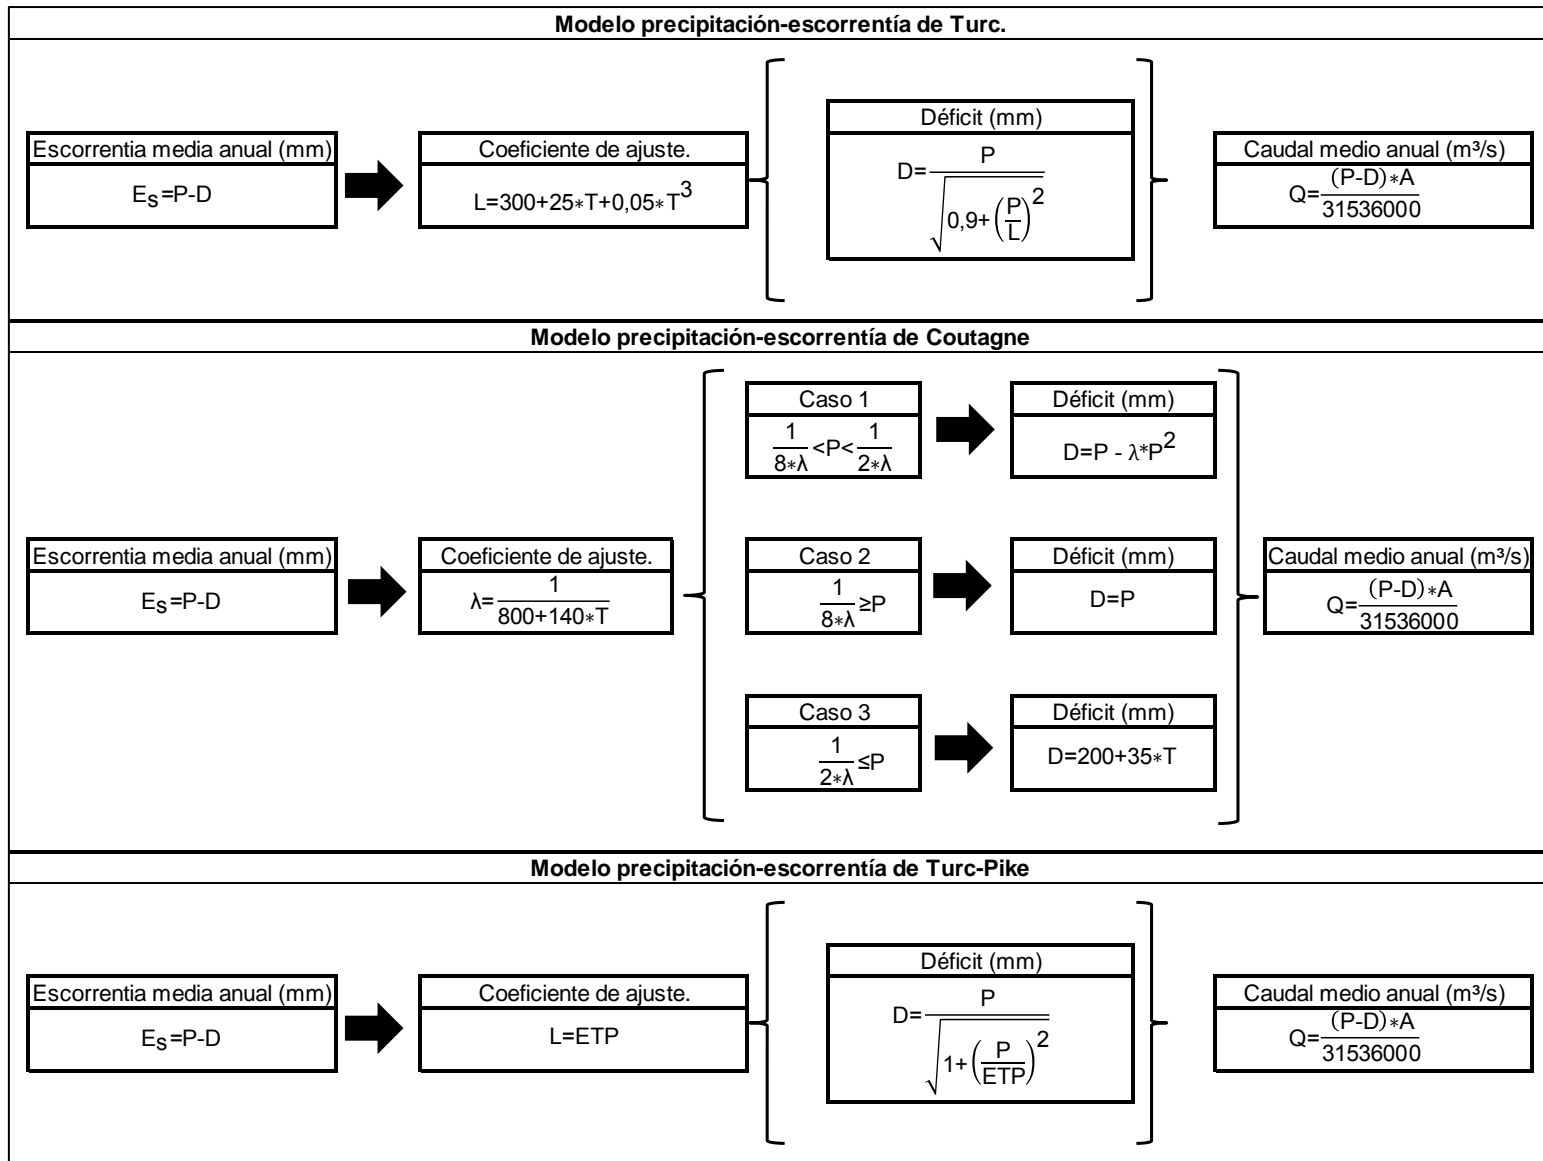 Modelo precipitación-escorrentía de Turc.
Escorrentia media anual (mm)
E_S=P-D
Coeficiente de ajuste.
L=300+25*T+0,05*T^3
Déficit (mm)
D=P/√(0,9+(P/L)^2)
Caudal medio anual (m³/s)
Q=(P-D)*A/31536000
Modelo precipitación-escorrentía de Coutagne
Escorrentia media anual (mm)
E_S=P-D
Coeficiente de ajuste.
λ=1/(800+140*T)
Caso 1
1/(8*λ)<P<1/(2*λ)
Déficit (mm)
D=P - λ*P^2
Caso 2
1/(8*λ)≥P
Déficit (mm)
D=P
Caso 3
1/(2*λ)≤P
Déficit (mm)
D=200+35*T
Caudal medio anual (m³/s)
Q=(P-D)*A/31536000
Modelo precipitación-escorrentía de Turc-Pike
Escorrentia media anual (mm)
E_S=P-D
Coeficiente de ajuste.
L=ETP
Déficit (mm)
D=P/√(1+(P/ETP)^2)
Caudal medio anual (m³/s)
Q=(P-D)*A/31536000